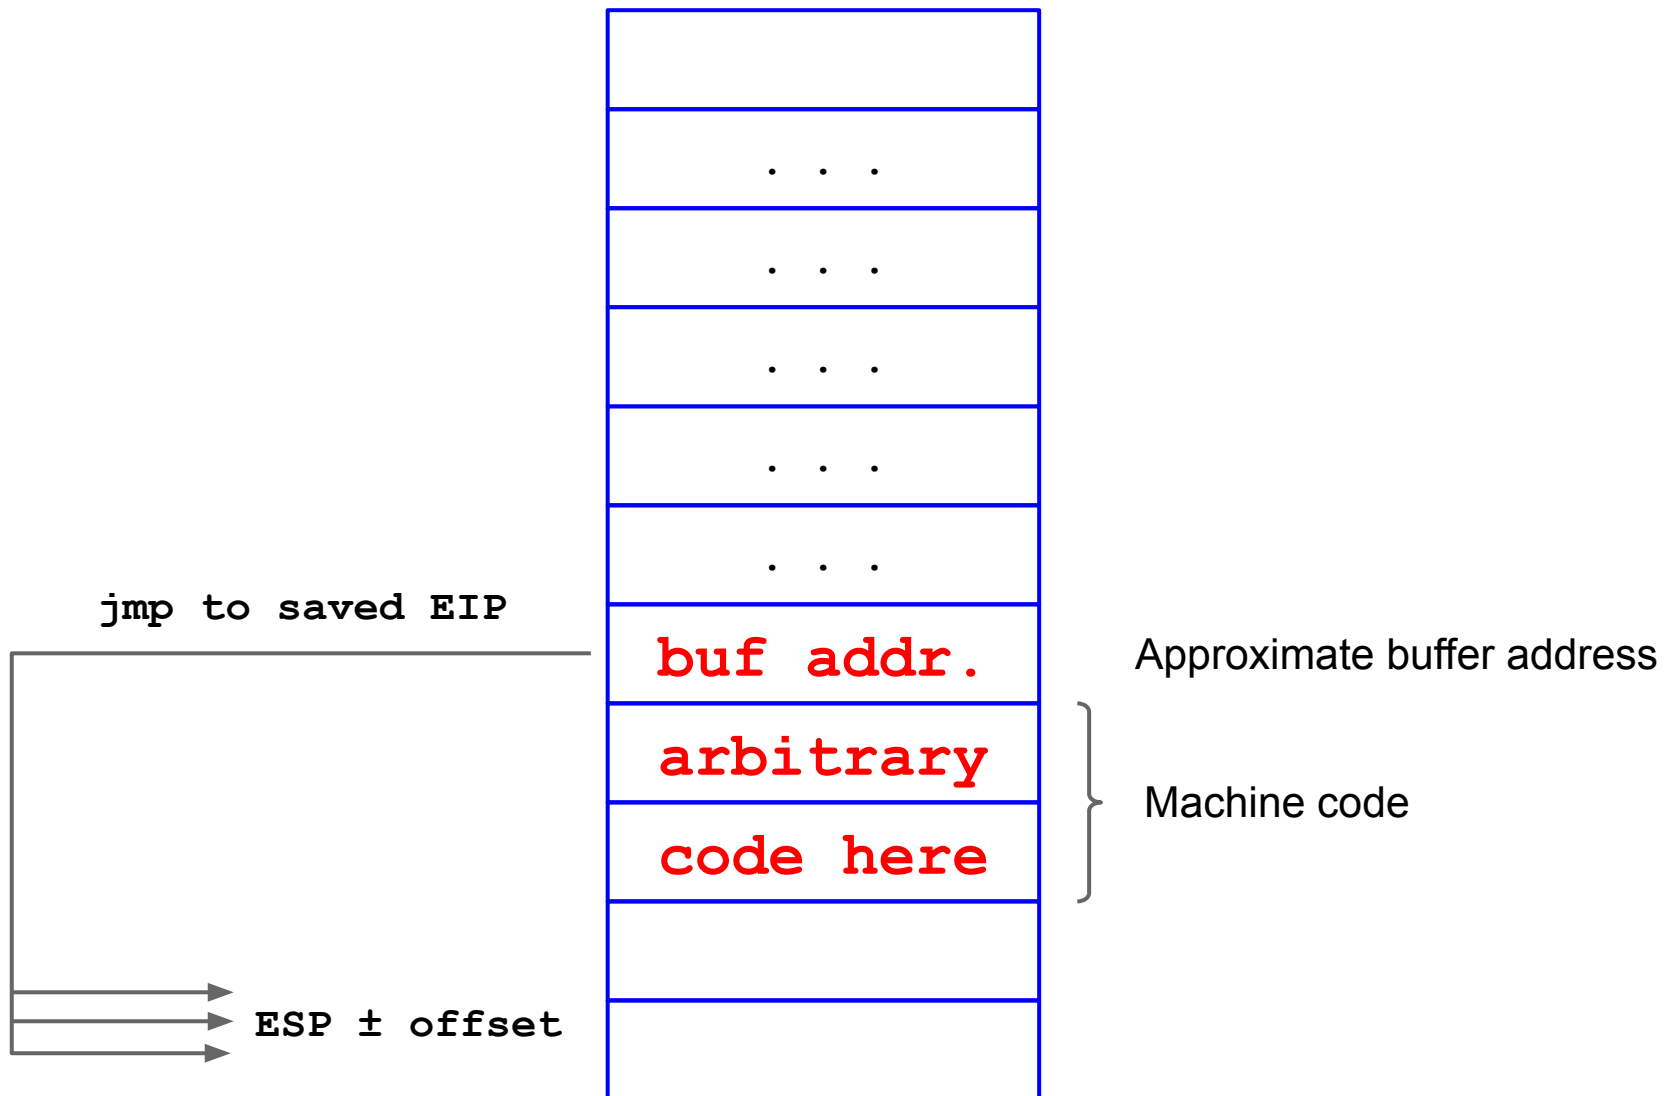 . . .
. . .
. . .
. . .
. . .
jmp to saved EIP
buf addr.
Approximate buffer address
arbitrary
Machine code
code here
ESP ± offset